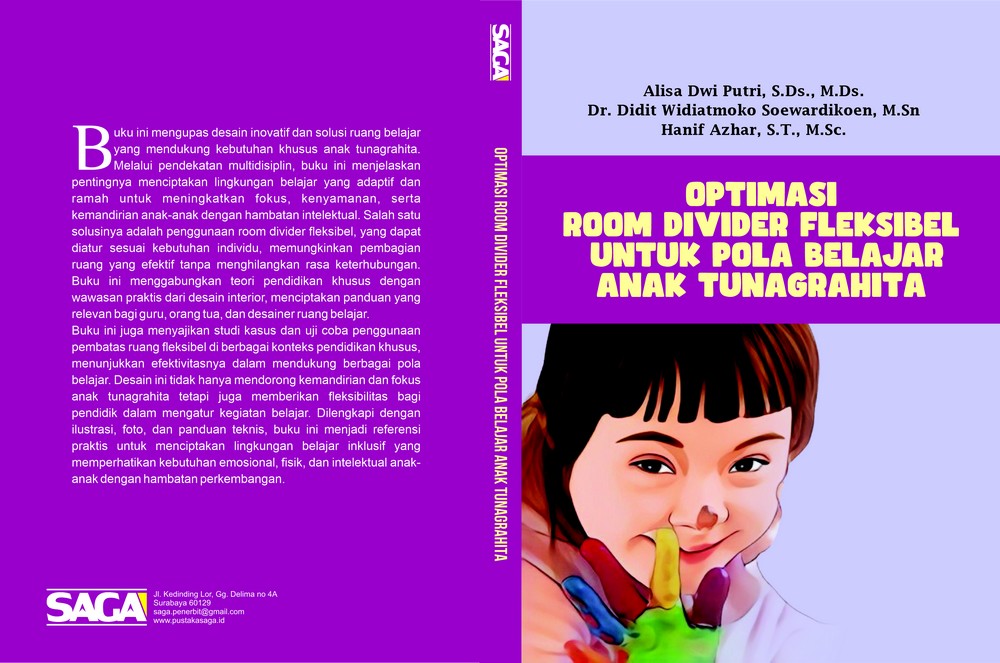 Buku ini mengupas desain inovatif dan solusi ruang belajar
yang mendukung kebutuhan khusus anak tunagrahita.
Melalui pendekatan multidisiplin, buku ini menjelaskan
pentingnya menciptakan lingkungan belajar yang adaptif dan
ramah untuk meningkatkan fokus, kenyamanan, serta
kemandirian anak-anak dengan hambatan intelektual. Salah satu
solusinya adalah penggunaan room divider fleksibel, yang dapat
diatur sesuai kebutuhan individu, memungkinkan pembagian
ruang yang efektif tanpa menghilangkan rasa keterhubungan.
Buku ini menggabungkan teori pendidikan khusus dengan
wawasan praktis dari desain interior, menciptakan panduan yang
relevan bagi guru, orang tua, dan desainer ruang belajar.
Buku ini juga menyajikan studi kasus dan uji coba penggunaan
pembatas ruang fleksibel di berbagai konteks pendidikan khusus,
menunjukkan efektivitasnya dalam mendukung berbagai pola
belajar. Desain ini tidak hanya mendorong kemandirian dan fokus
anak tunagrahita tetapi juga memberikan fleksibilitas bagi
pendidik dalam mengatur kegiatan belajar. Dilengkapi dengan
ilustrasi, foto, dan panduan teknis, buku ini menjadi referensi
praktis untuk menciptakan lingkungan belajar inklusif yang
memperhatikan kebutuhan emosional, fisik, dan intelektual anak-
anak dengan hambatan perkembangan.
SAGA
Jl. Kedinding Lor, Gg. Delima no 4A
Surabaya 60129
saga.penerbit@gmail.com
www.pustakasaga.id
SAGA
OPTIMASI ROOM DIVIDER FLEKSIBEL UNTUK POLA BELAJAR ANAK TUNAGRAHITA
Alisa Dwi Putri, S.Ds., M.Ds.
Dr. Didit Widiatmoko Soewardikoen, M.Sn
Hanif Azhar, S.T., M.Sc.
OPTIMASI
ROOM DIVIDER FLEKSIBEL
UNTUK POLA BELAJAR
ANAK TUNAGRAHITA